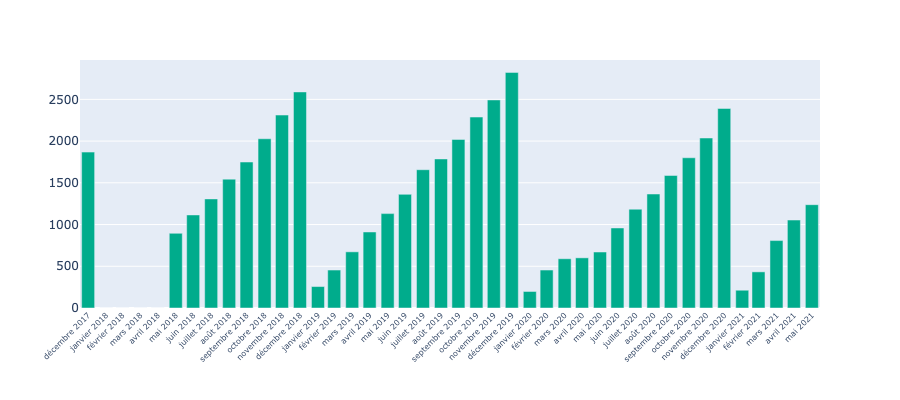 2500
2000
1500
1000
500
0
décembre 2017
janvier 2018
février 2018
mars 2018
avril 2018
mai 2018
juin 2018
juillet 2018
août 2018
septembre 2018
octobre 2018
novembre 2018
décembre 2018
janvier 2019
février 2019
mars 2019
avril 2019
mai 2019
juin 2019
juillet 2019
août 2019
septembre 2019
octobre 2019
novembre 2019
décembre 2019
janvier 2020
février 2020
mars 2020
avril 2020
mai 2020
juin 2020
juillet 2020
août 2020
septembre 2020
octobre 2020
novembre 2020
décembre 2020
janvier 2021
février 2021
mars 2021
avril 2021
mai 2021